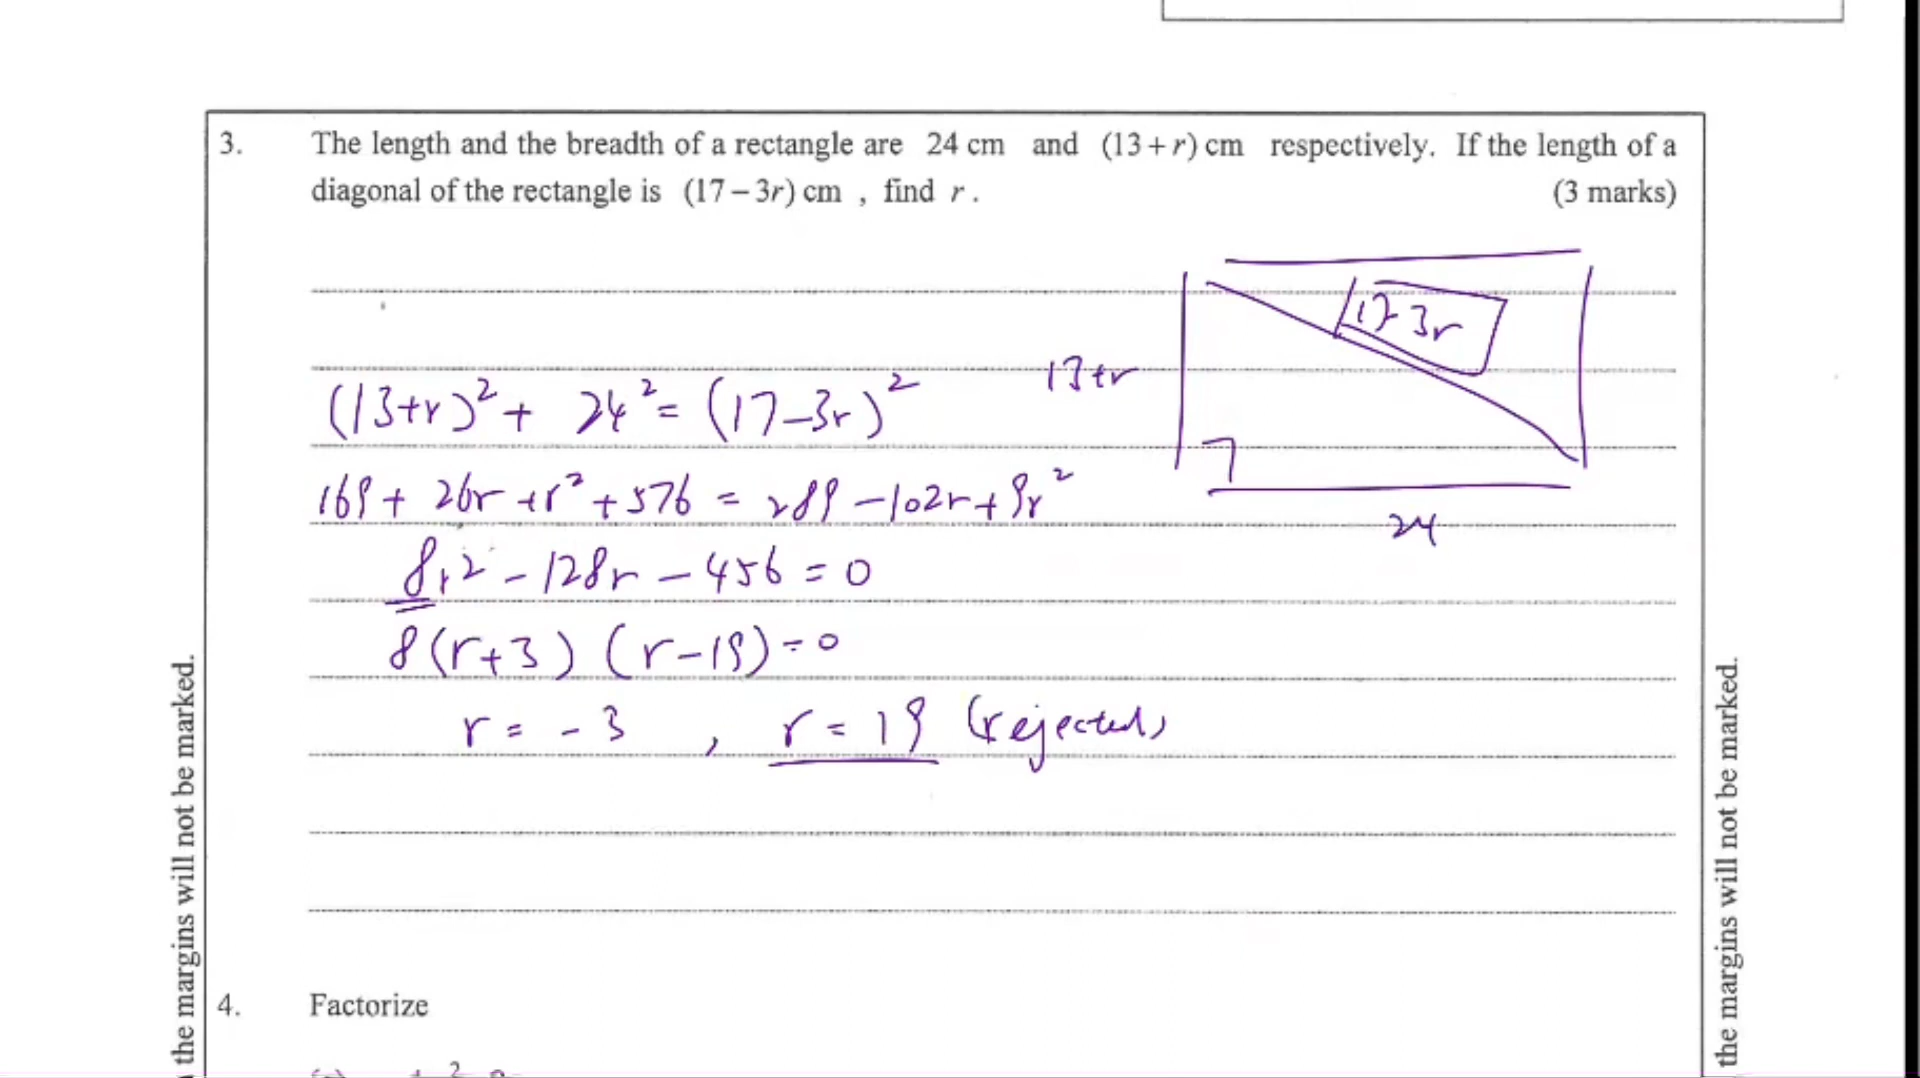 3. The length and the breadth of a rectangle are 24 cm and (13 + r) cm respectively. If the length of a
diagonal of the rectangle is (17 – 3r) cm , find r . (3 marks)
17-3r
13+r
(13+r)² + 24² = (17-3r)²
169 + 26r + r² + 576 = 289 - 102r + 9r²
24
8r² - 128r - 456 = 0
8(r+3) (r-19) = 0
r = -3 , r = 19 (rejected)
4. Factorize
the margins will not be marked.
the margins will not be marked.